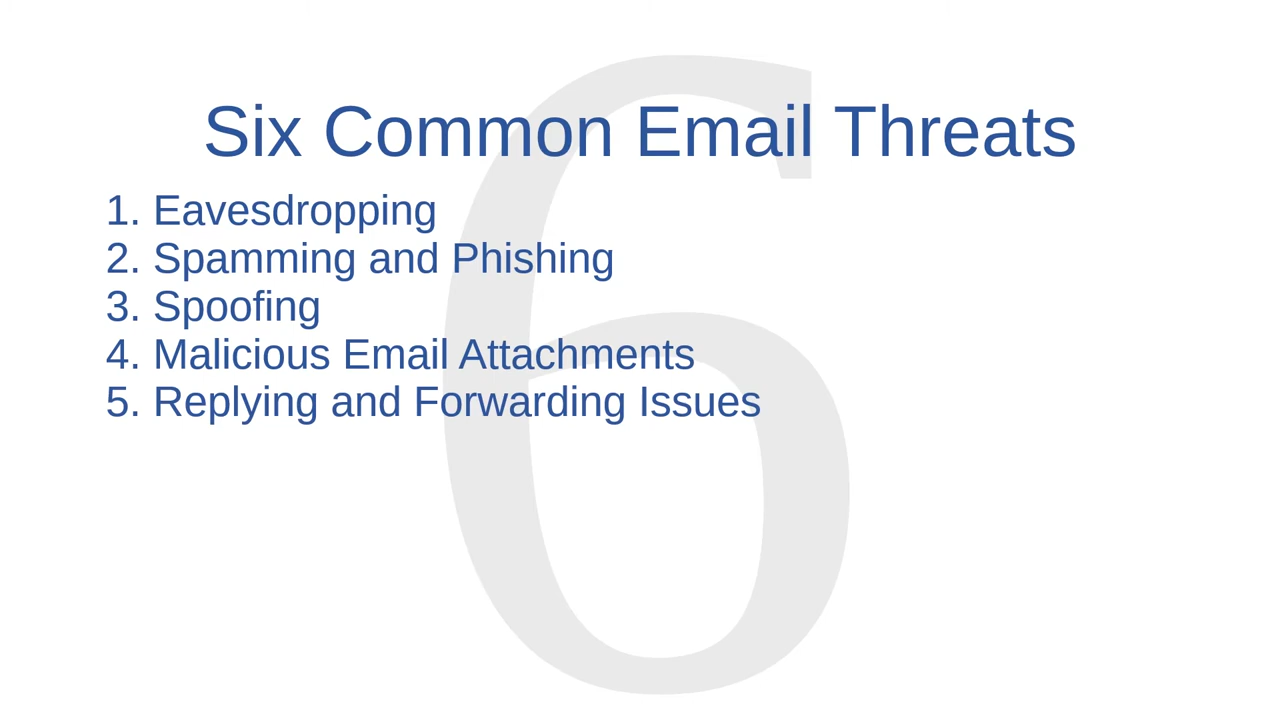 Six Common Email Threats
1. Eavesdropping
2. Spamming and Phishing
3. Spoofing
4. Malicious Email Attachments
5. Replying and Forwarding Issues
6